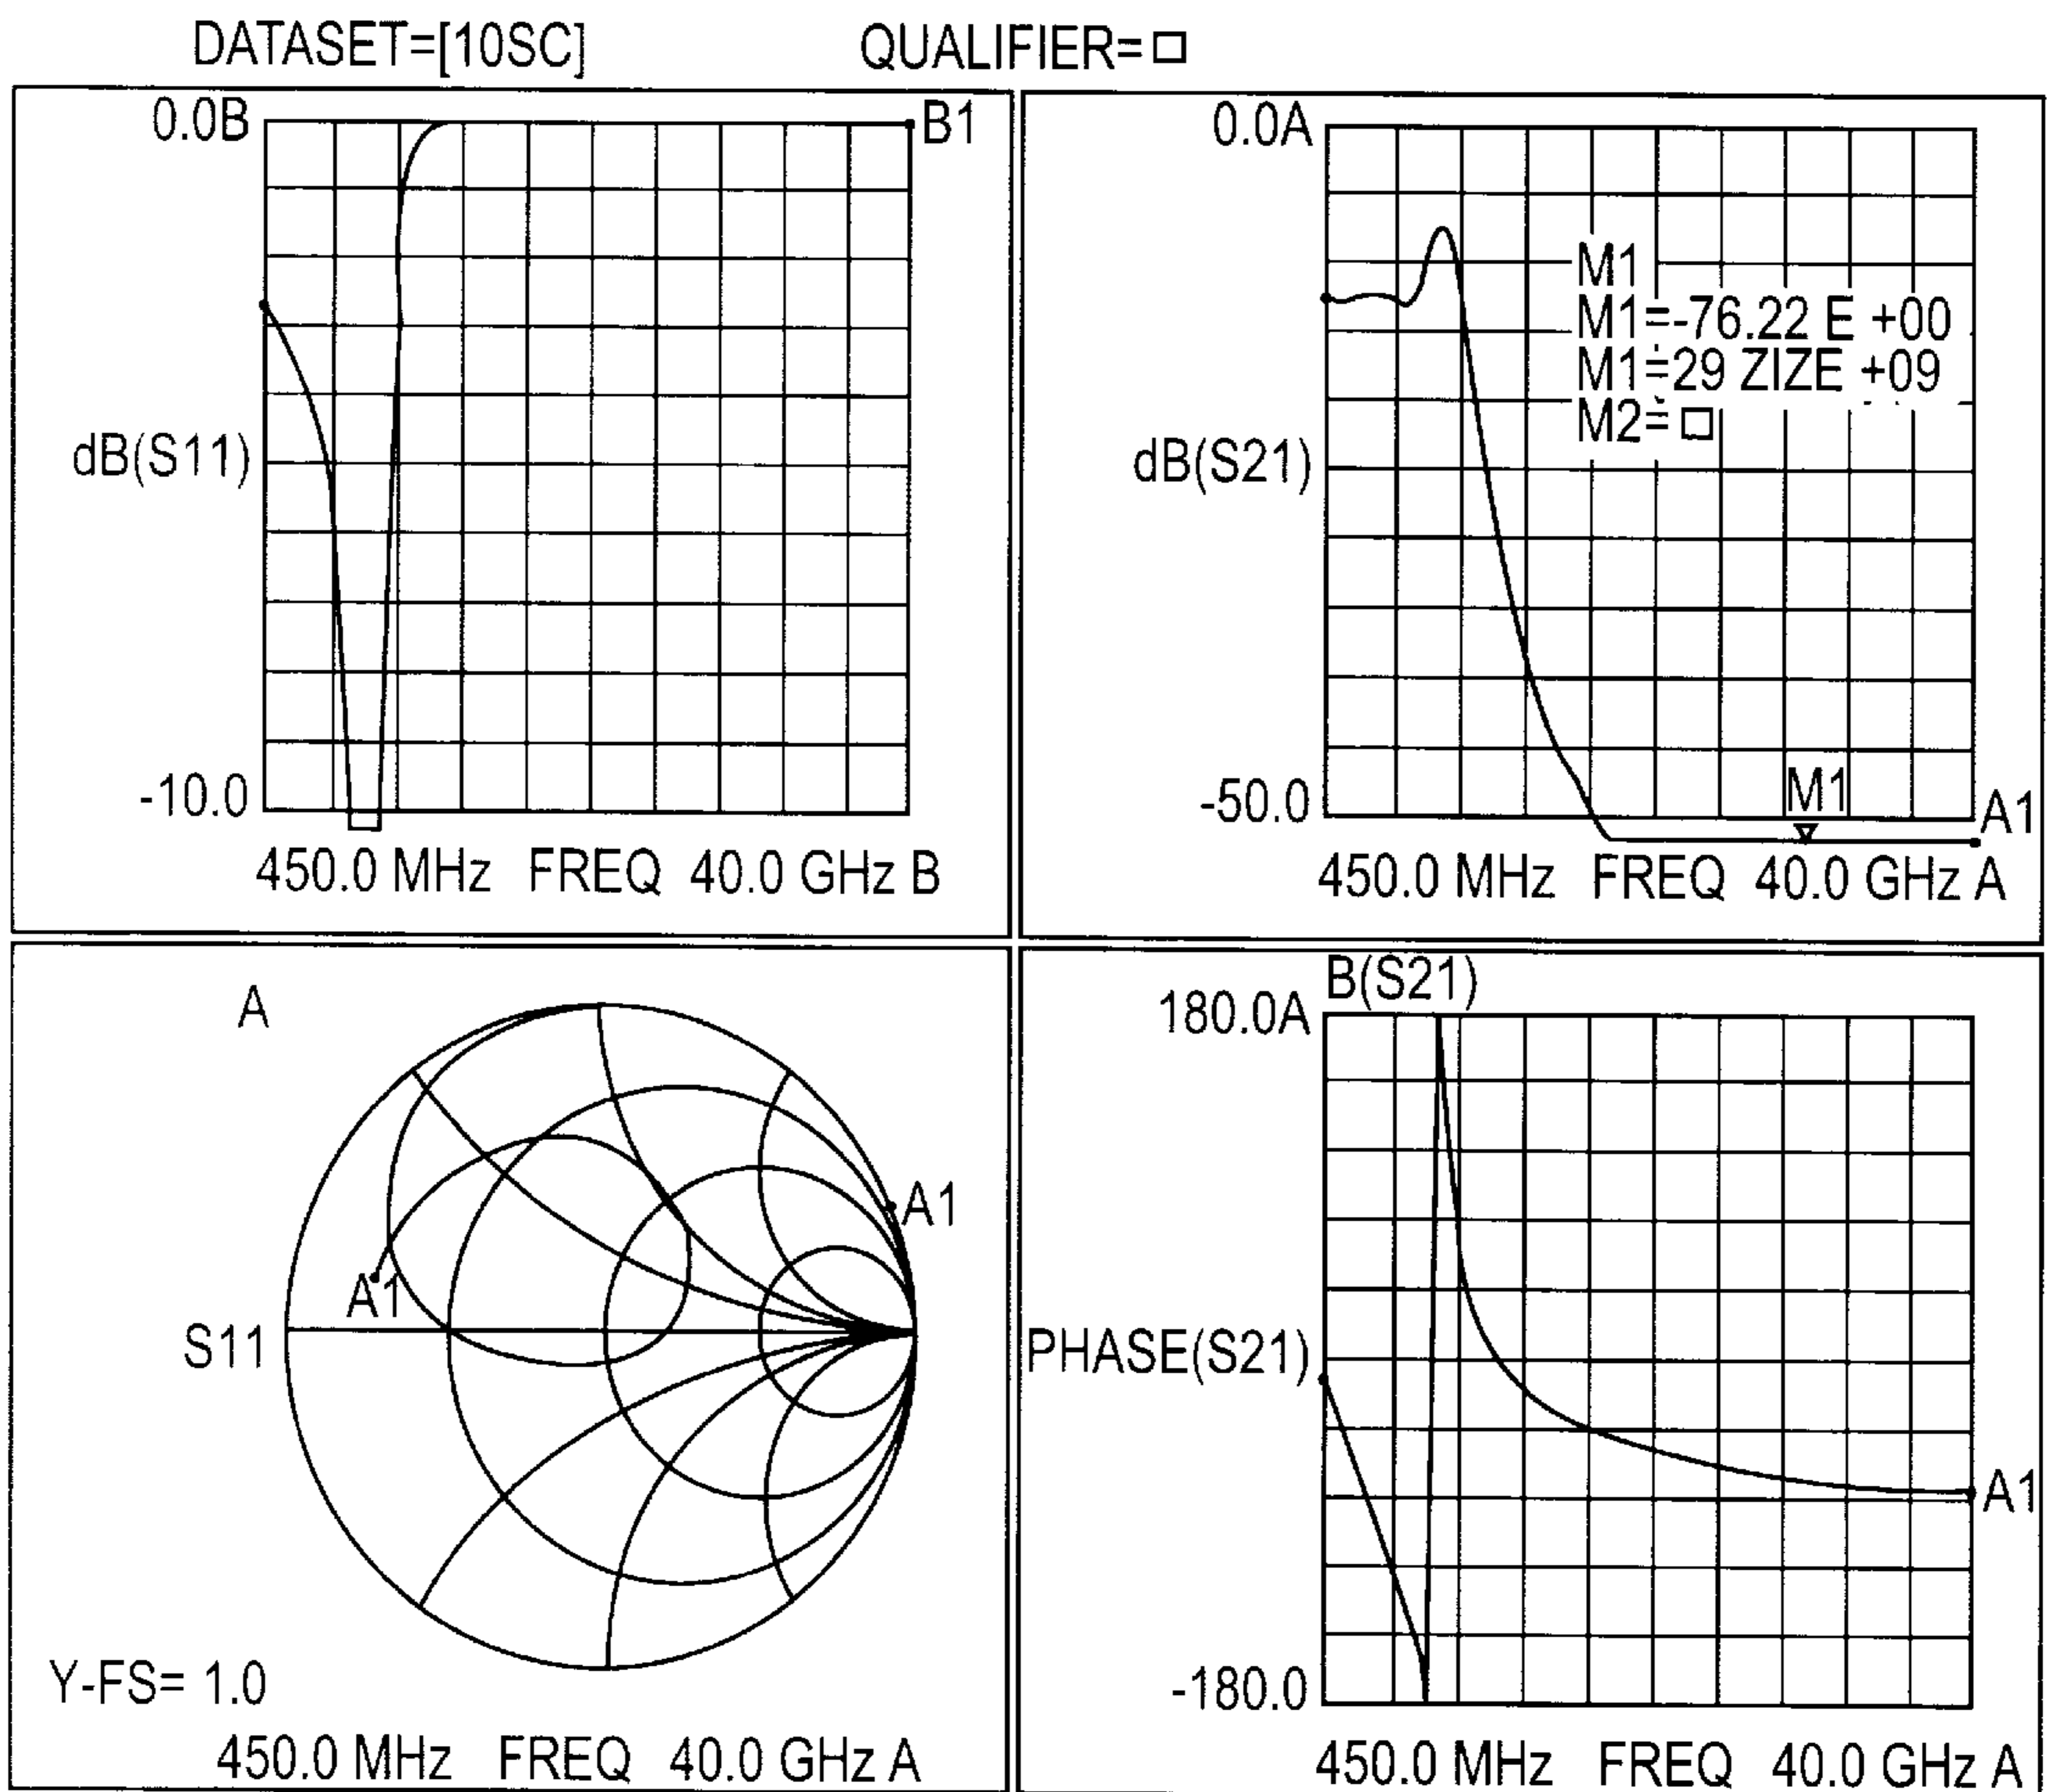 DATASET=[10SC] QUALIFIER=□
0.0B
B1
dB(S11)
-10.0
450.0 MHz FREQ 40.0 GHz B
0.0A
M1
M1=-76.22 E +00
M1=29 ZIZE +09
M2=□
dB(S21)
M1
-50.0
A1
450.0 MHz FREQ 40.0 GHz A
A
A1
A1
S11
Y-FS= 1.0
450.0 MHz FREQ 40.0 GHz A
B(S21)
180.0A
PHASE(S21)
A1
-180.0
450.0 MHz FREQ 40.0 GHz A